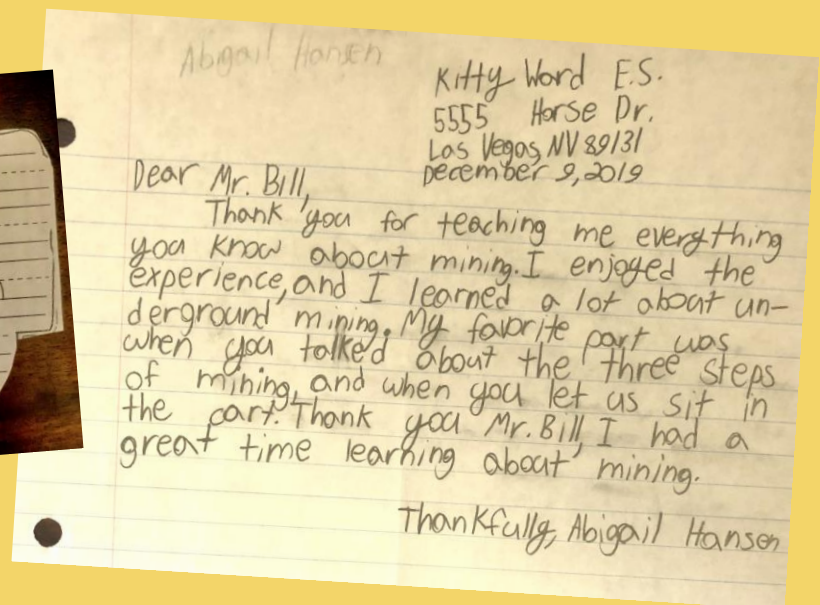 Abigail Hansen
Kitty Word E.S.
5555 Horse Dr.
Las Vegas, NV 89131
December 9, 2019
Dear Mr. Bill,
Thank you for teaching me everything
you know about mining. I enjoyed the
experience, and I learned a lot about un-
derground mining. My favorite part was
when you talked about the three steps
of mining, and when you let us sit in
the cart. Thank you Mr. Bill, I had a
great time learning about mining.
Thankfully, Abigail Hansen